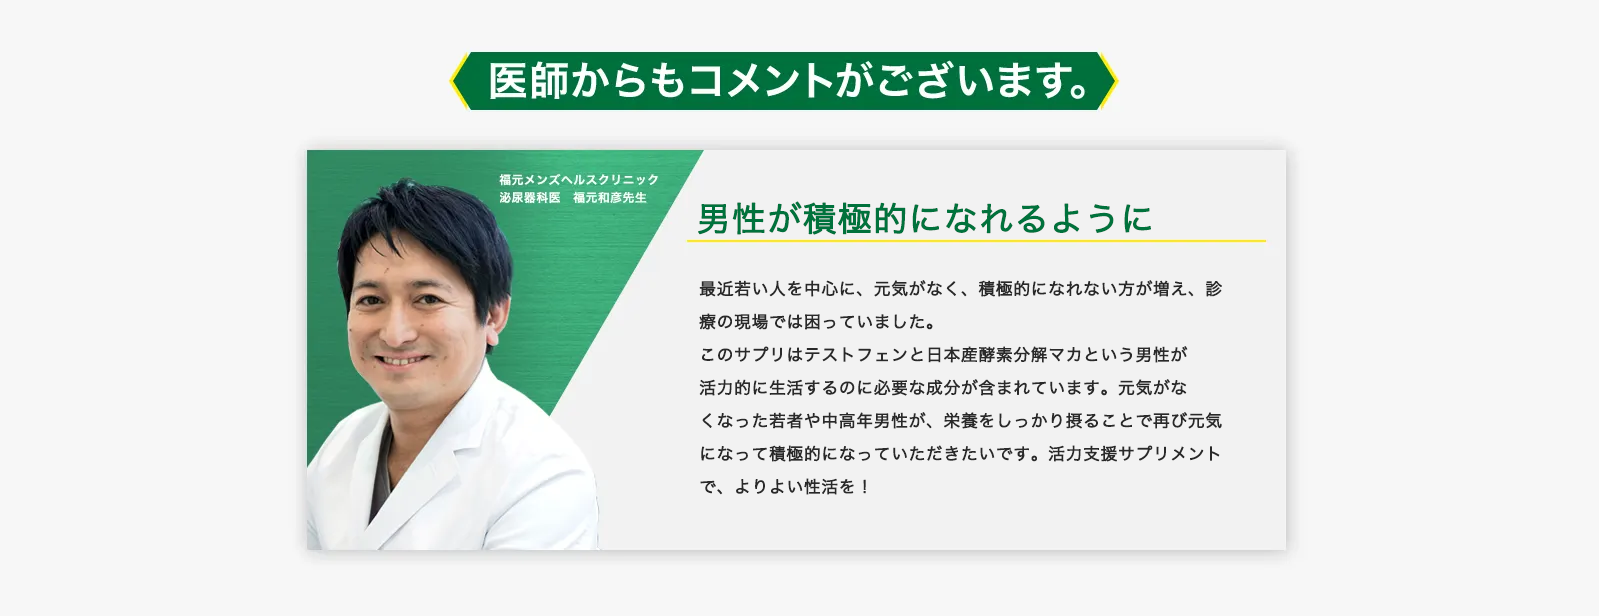 医師からもコメントがございます。
福元メンズヘルスクリニック
泌尿器科医　福元和彦先生
男性が積極的になれるように
最近若い人を中心に、元気がなく、積極的になれない方が増え、診
療の現場では困っていました。
このサプリはテストフェンと日本産酵素分解マカという男性が
活力的に生活するのに必要な成分が含まれています。元気がな
くなった若者や中高年男性が、栄養をしっかり摂ることで再び元気
になって積極的になっていただきたいです。活力支援サプリメント
で、よりよい性活を！